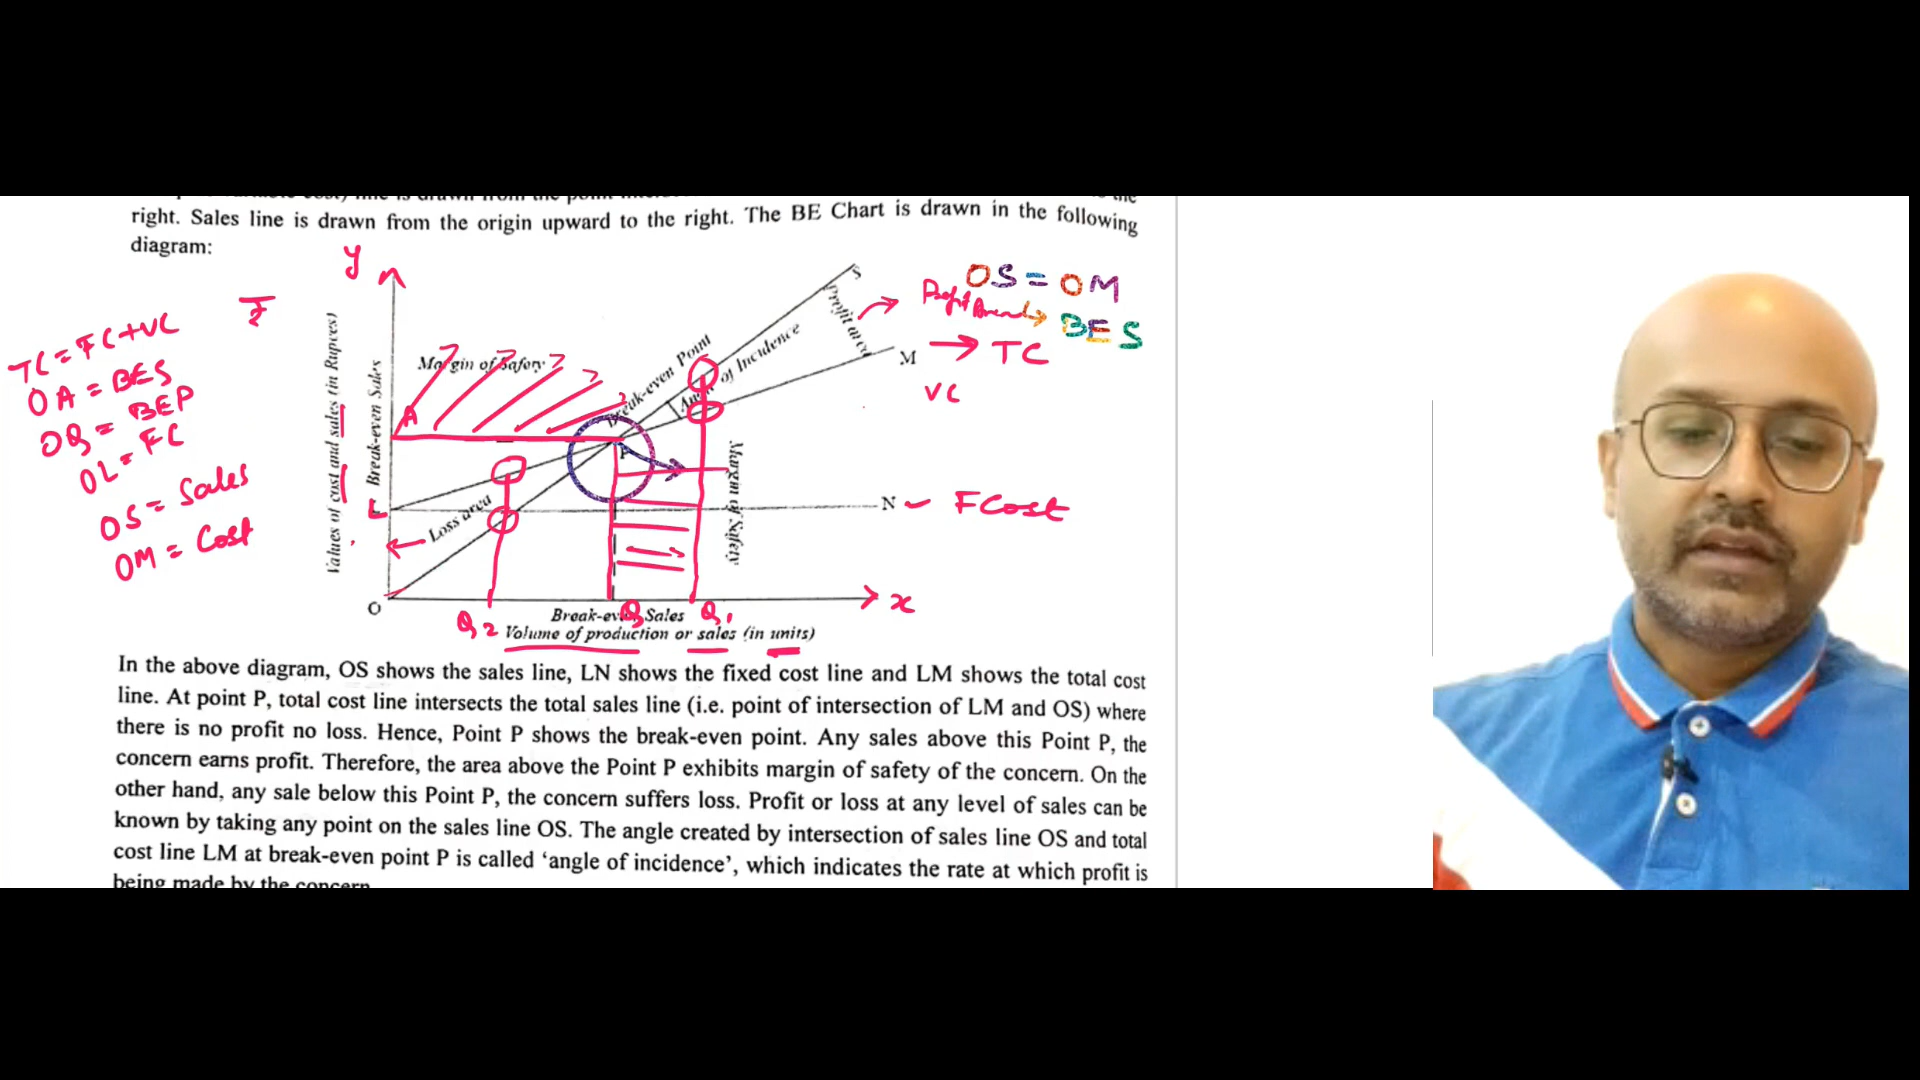 right. Sales line is drawn from the origin upward to the right. The BE Chart is drawn in the following
diagram:
y
₹
TC = FC+VC
OA = BES
OQ = BEP
OL = FC
OS = Sales
OM = Cost
Values of cost and sales (in Rupees)
Break-even Sales
Margin of Safety
A
L
O
Loss area
Break-even Point
Angle of Incidence
P
Profit area
S
M
N
Margin of Safety
OS = OM
BES
Profit Area
TC
VC
FCost
x
Q2
Q
Q1
Break-even Sales
Volume of production or sales (in units)
In the above diagram, OS shows the sales line, LN shows the fixed cost line and LM shows the total cost
line. At point P, total cost line intersects the total sales line (i.e. point of intersection of LM and OS) where
there is no profit no loss. Hence, Point P shows the break-even point. Any sales above this Point P, the
concern earns profit. Therefore, the area above the Point P exhibits margin of safety of the concern. On the
other hand, any sale below this Point P, the concern suffers loss. Profit or loss at any level of sales can be
known by taking any point on the sales line OS. The angle created by intersection of sales line OS and total
cost line LM at break-even point P is called ‘angle of incidence’, which indicates the rate at which profit is
being made by the concern